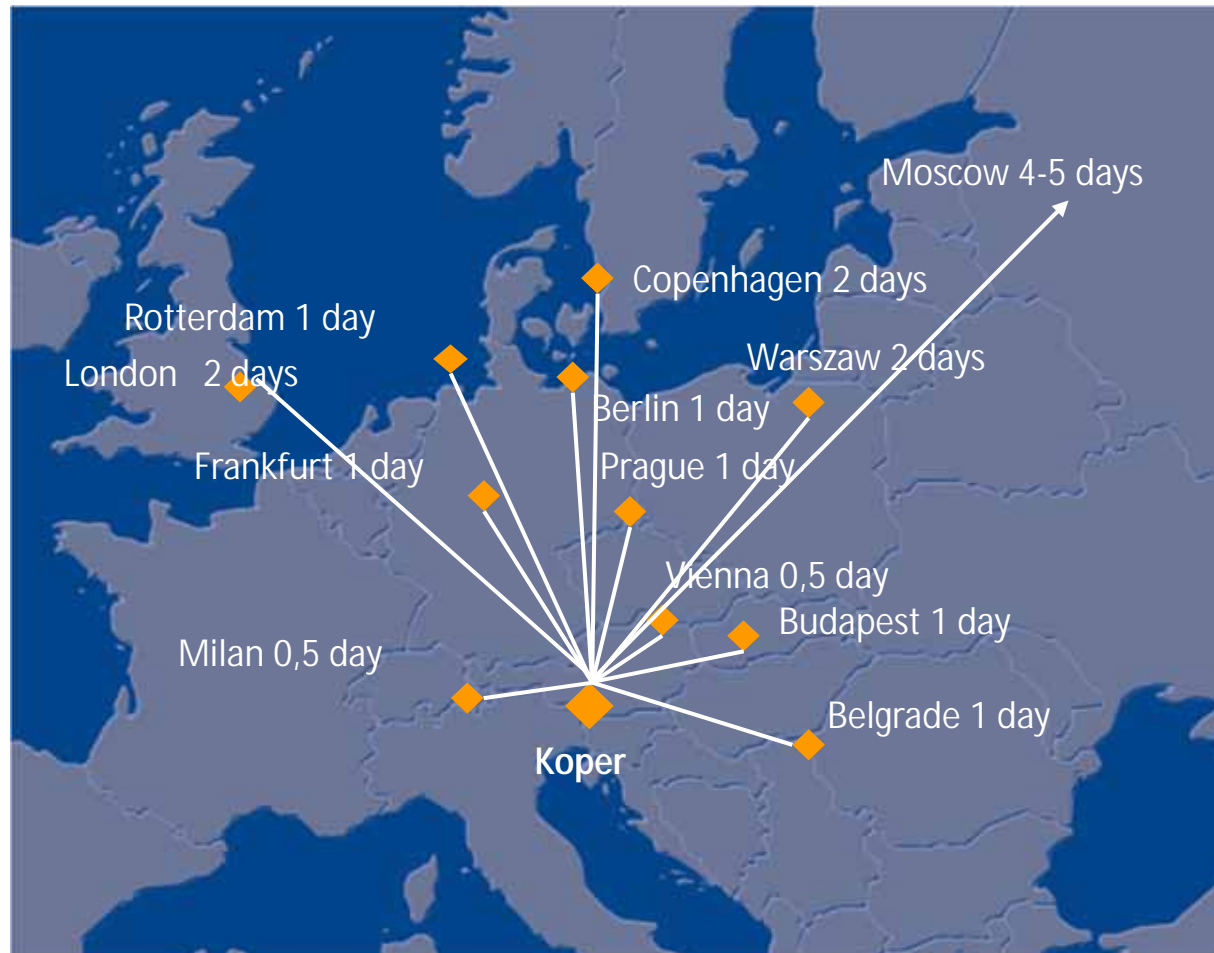 Moscow 4-5 days
Copenhagen 2 days
Rotterdam 1 day
Warszaw 2 days
London 2 days
Berlin 1 day
Frankfurt 1 day
Prague 1 day
Vienna 0,5 day
Budapest 1 day
Milan 0,5 day
Belgrade 1 day
Koper